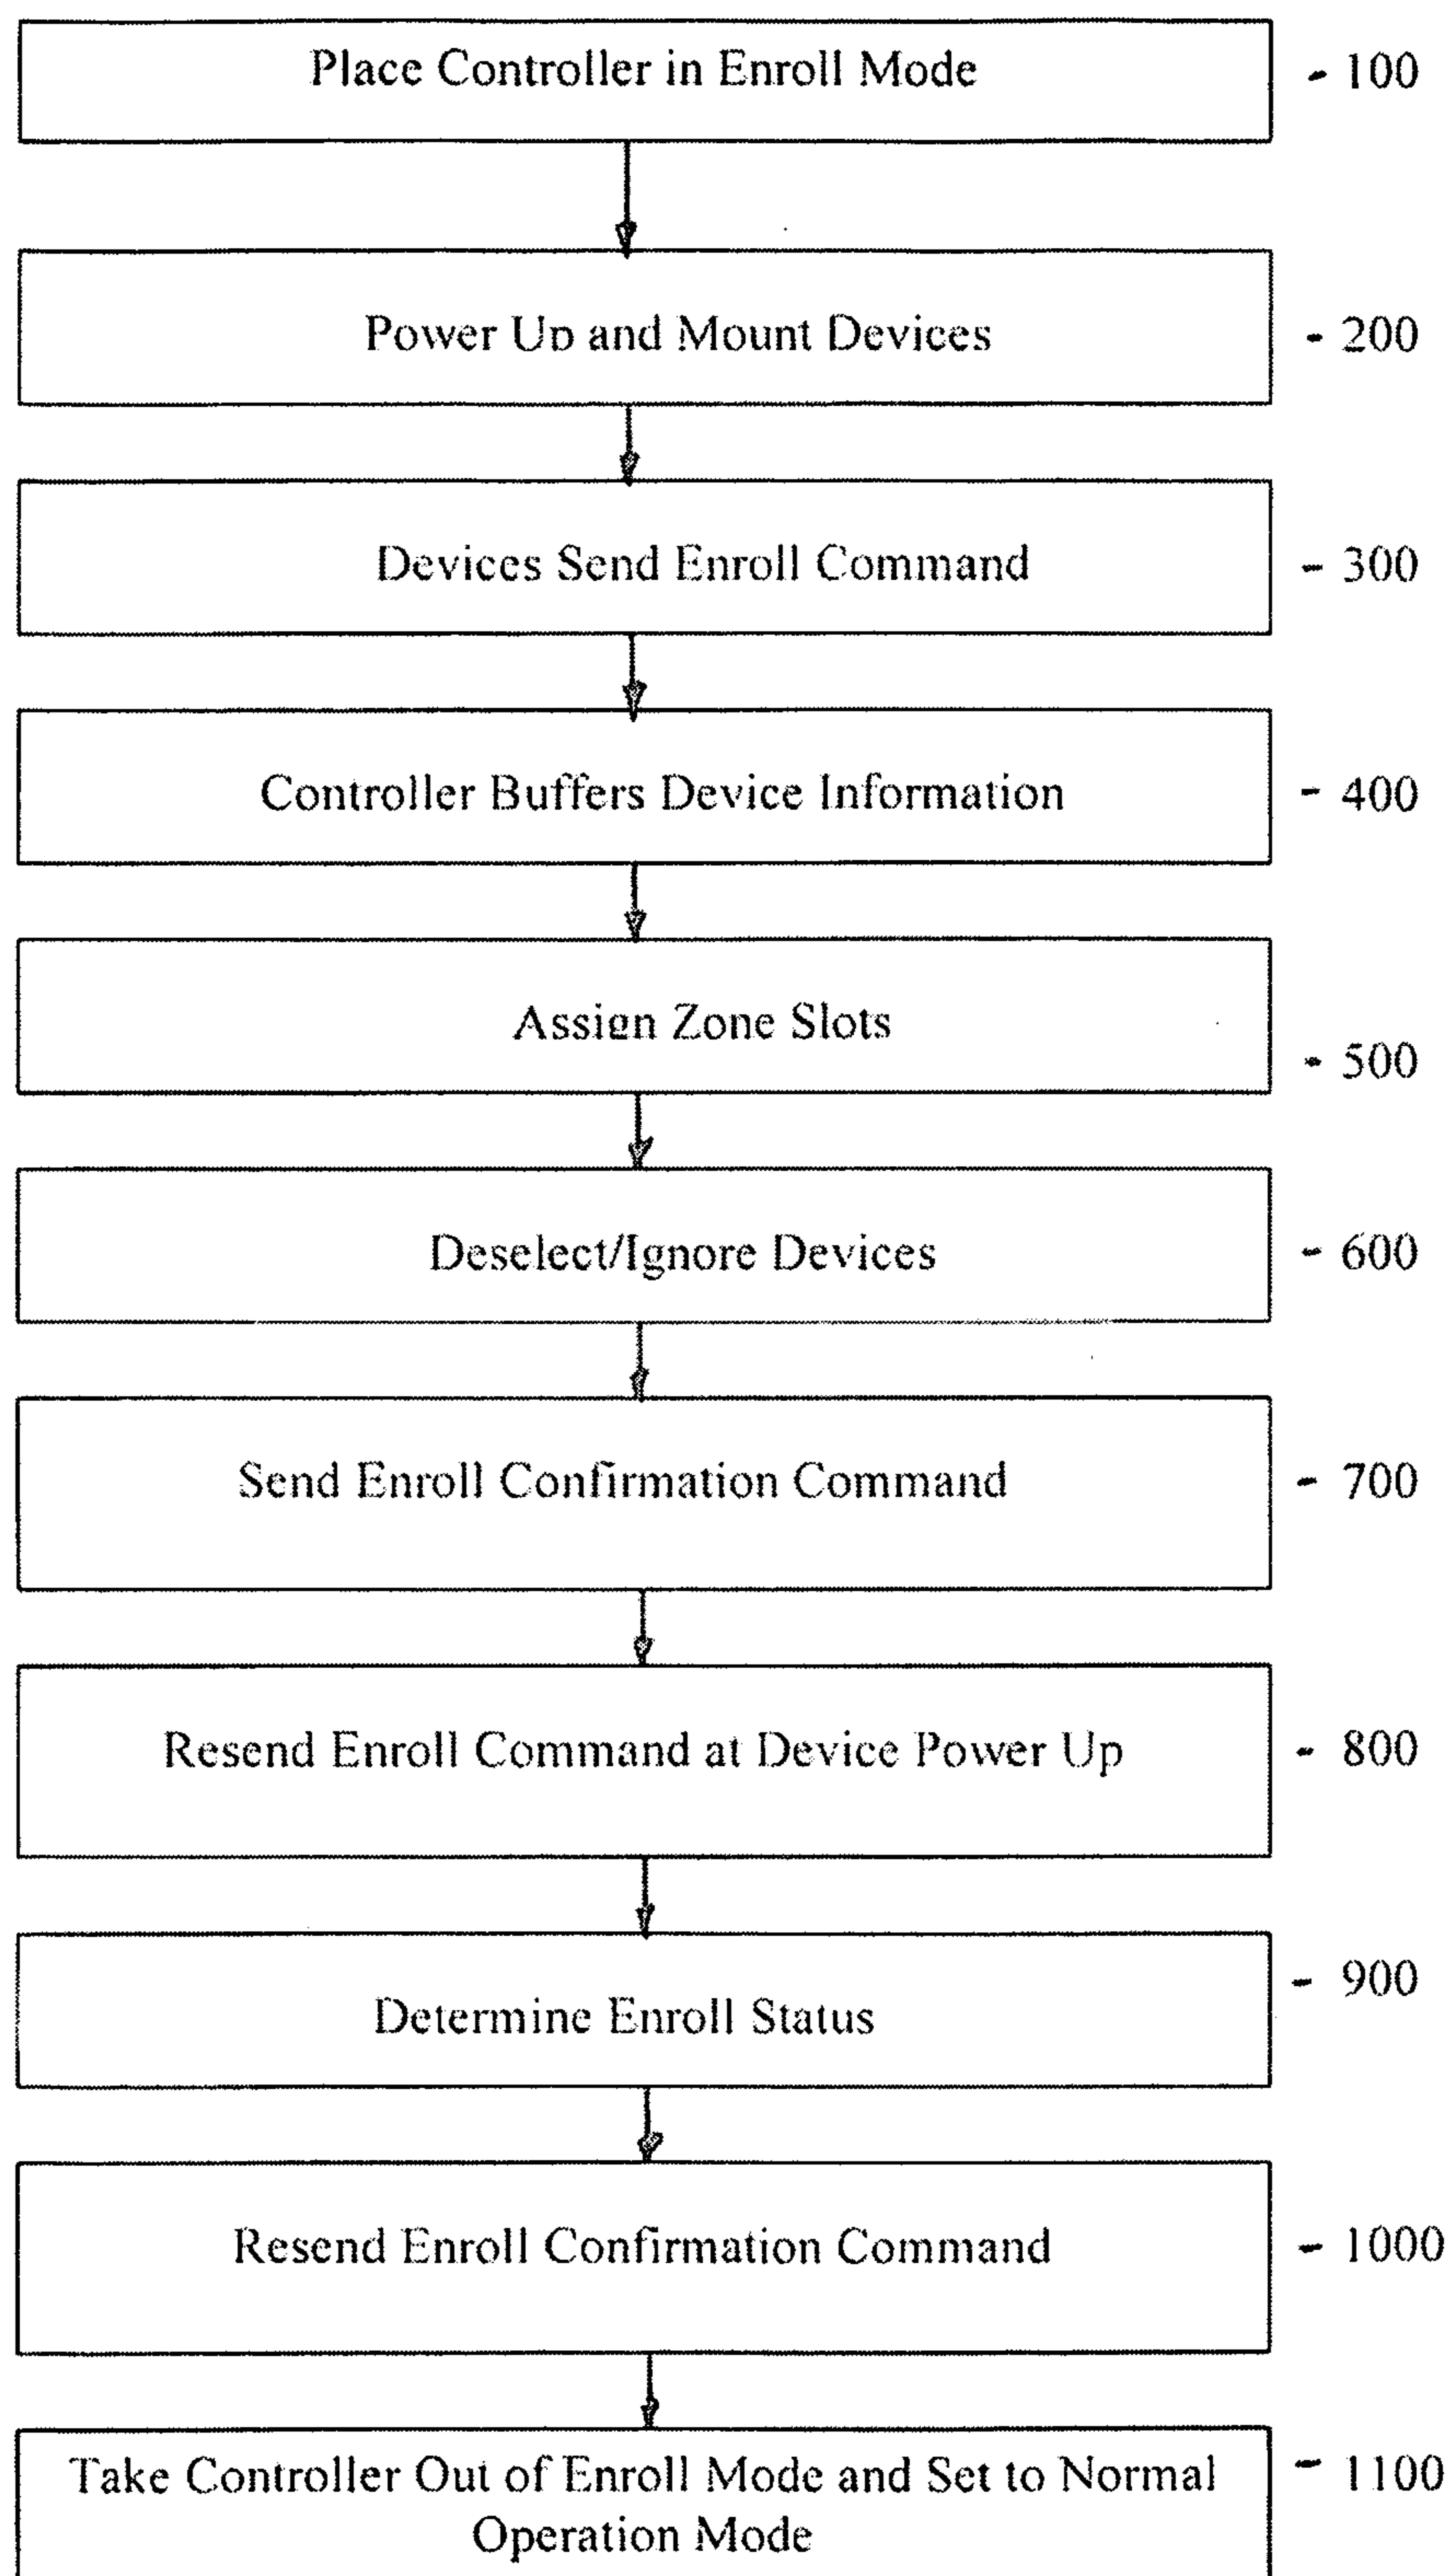 Place Controller in Enroll Mode - 100
Power Up and Mount Devices - 200
Devices Send Enroll Command - 300
Controller Buffers Device Information - 400
Assign Zone Slots
- 500
Deselect/Ignore Devices - 600
Send Enroll Confirmation Command - 700
Resend Enroll Command at Device Power Up - 800
- 900
Determine Enroll Status
Resend Enroll Confirmation Command - 1000
Take Controller Out of Enroll Mode and Set to Normal - 1100
Operation Mode